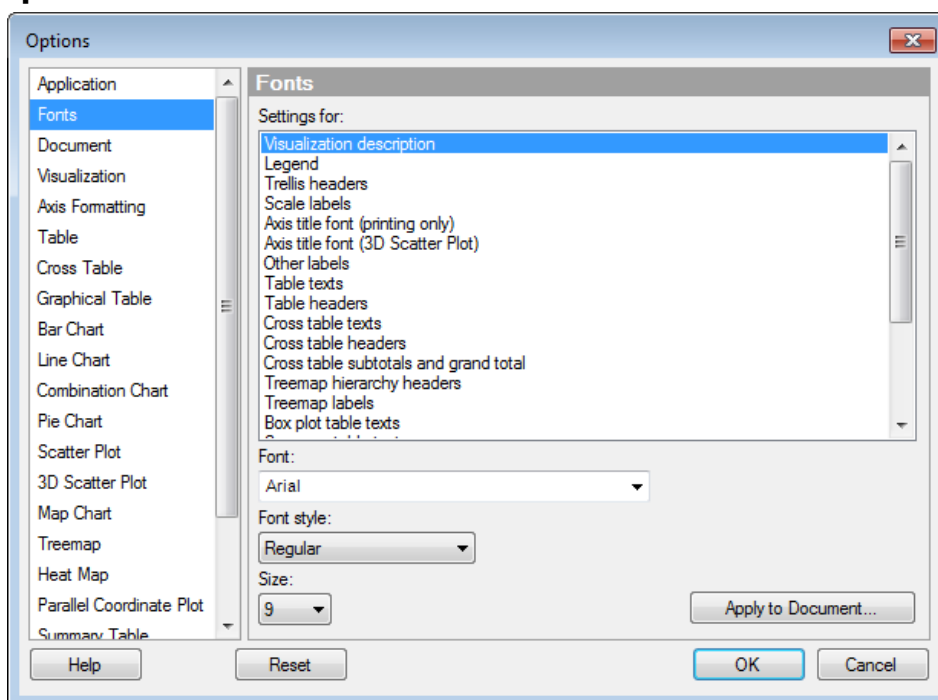 Options
Application
Fonts
Document
Visualization
Axis Formatting
Table
Cross Table
Graphical Table
Bar Chart
Line Chart
Combination Chart
Pie Chart
Scatter Plot
3D Scatter Plot
Map Chart
Treemap
Heat Map
Parallel Coordinate Plot
Summary Table
Fonts
Settings for:
Visualization description
Legend
Trellis headers
Scale labels
Axis title font (printing only)
Axis title font (3D Scatter Plot)
Other labels
Table texts
Table headers
Cross table texts
Cross table headers
Cross table subtotals and grand total
Treemap hierarchy headers
Treemap labels
Box plot table texts
Font:
Arial
Font style:
Regular
Size:
9
Apply to Document...
Help
Reset
OK
Cancel